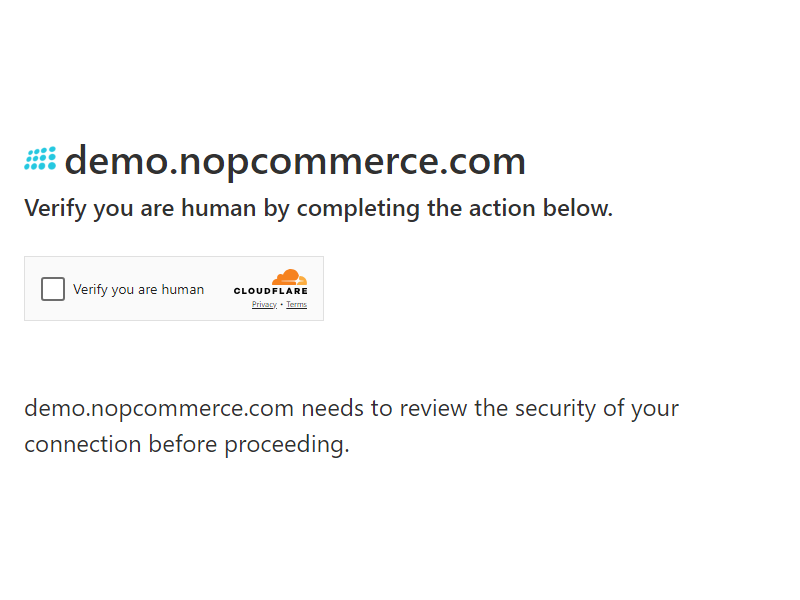 demo.nopcommerce.com
Verify you are human by completing the action below.
Verify you are human
CLOUDFLARE
Privacy • Terms
demo.nopcommerce.com needs to review the security of your
connection before proceeding.